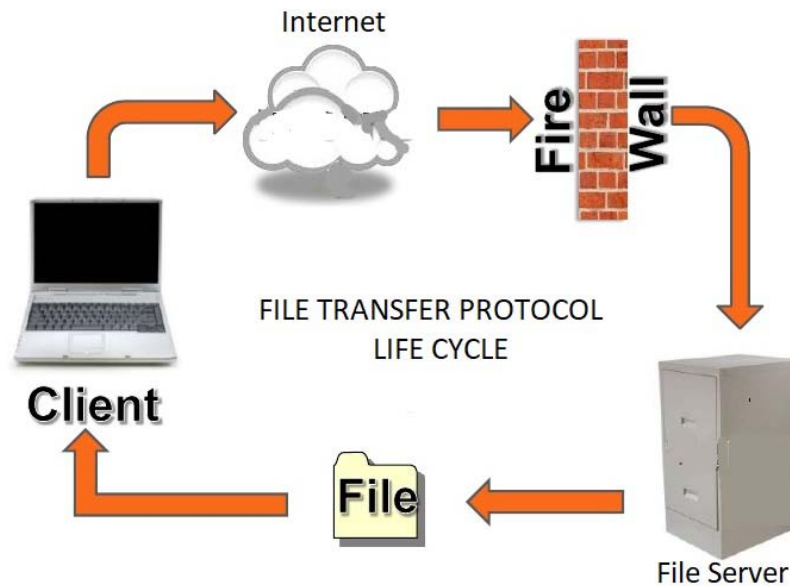 Internet
Fire
Wall
FILE TRANSFER PROTOCOL
LIFE CYCLE
Client
File
File Server